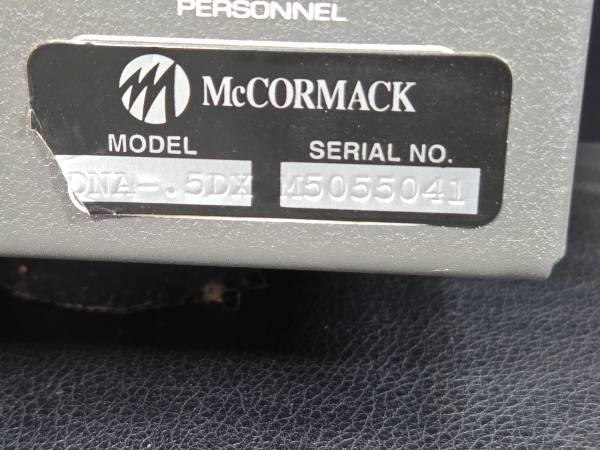 PERSONNEL
McCORMACK
MODEL SERIAL NO.
DNA-.5DX M5055041